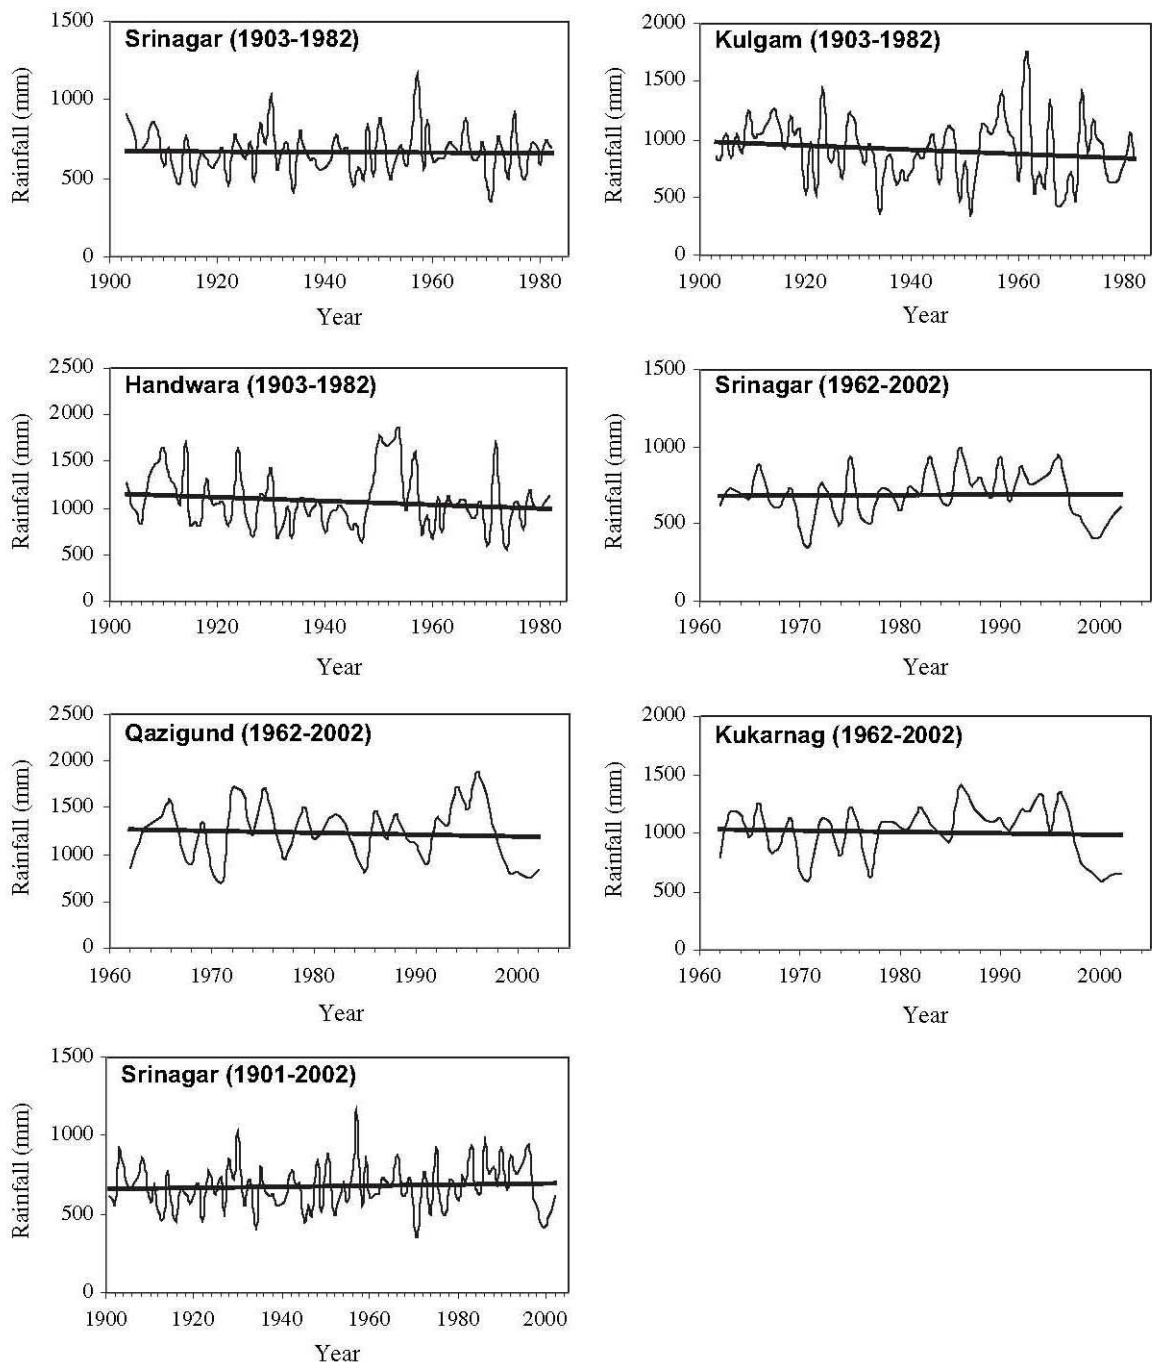 Srinagar (1903-1982)
Rainfall (mm)
1500
1000
500
0
1900 1920 1940 1960 1980
Year
Kulgam (1903-1982)
Rainfall (mm)
2000
1500
1000
500
0
1900 1920 1940 1960 1980
Year
Handwara (1903-1982)
Rainfall (mm)
2500
2000
1500
1000
500
0
1900 1920 1940 1960 1980
Year
Srinagar (1962-2002)
Rainfall (mm)
1500
1000
500
0
1960 1970 1980 1990 2000
Year
Qazigund (1962-2002)
Rainfall (mm)
2500
2000
1500
1000
500
0
1960 1970 1980 1990 2000
Year
Kukarnag (1962-2002)
Rainfall (mm)
2000
1500
1000
500
0
1960 1970 1980 1990 2000
Year
Srinagar (1901-2002)
Rainfall (mm)
1500
1000
500
0
1900 1920 1940 1960 1980 2000
Year